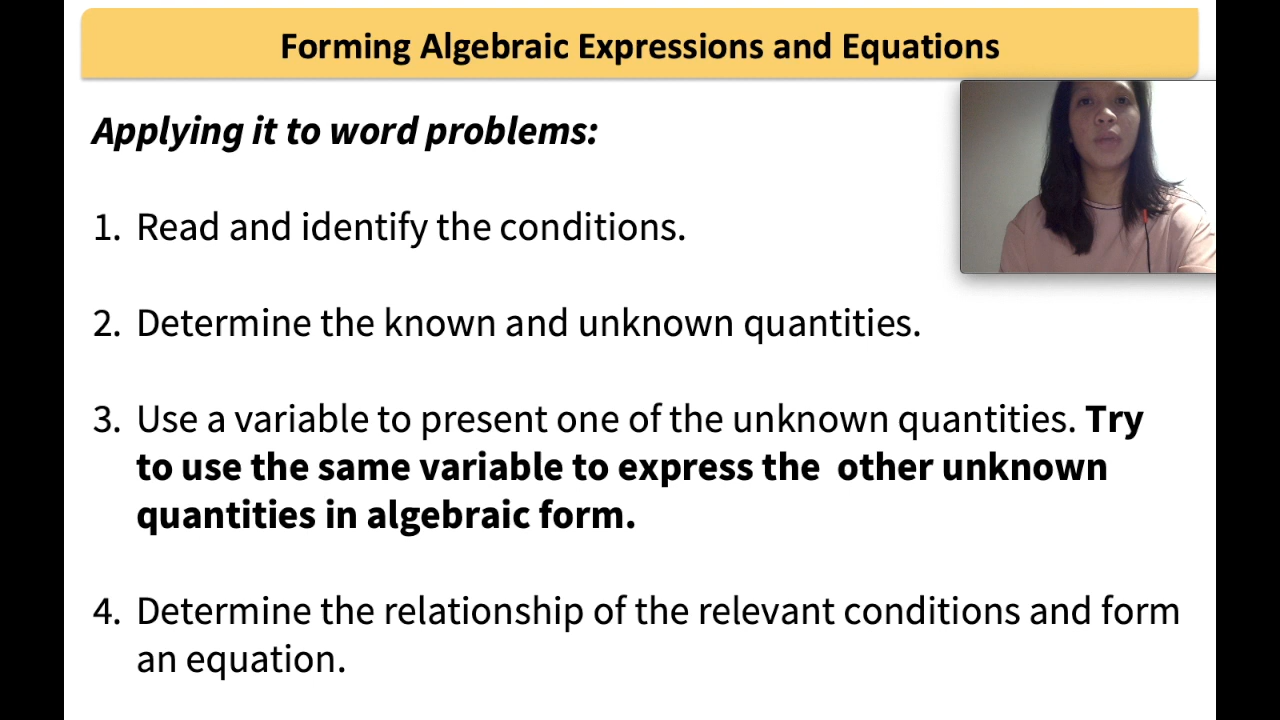 Forming Algebraic Expressions and Equations
Applying it to word problems:
1. Read and identify the conditions.
2. Determine the known and unknown quantities.
3. Use a variable to present one of the unknown quantities. Try
to use the same variable to express the  other unknown
quantities in algebraic form.
4. Determine the relationship of the relevant conditions and form
an equation.